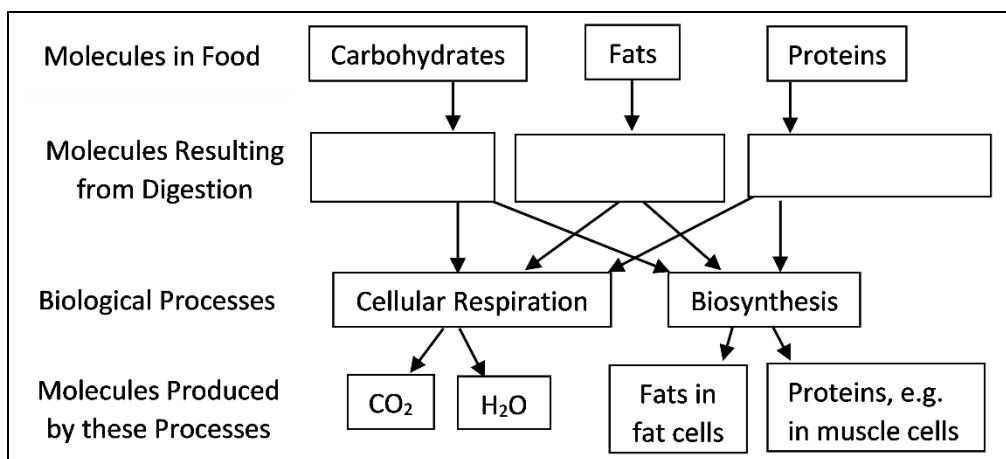 Molecules in Food
Carbohydrates
Fats
Proteins
Molecules Resulting
from Digestion
Biological Processes
Cellular Respiration
Biosynthesis
Molecules Produced
by these Processes
CO₂
H₂O
Fats in
fat cells
Proteins, e.g.
in muscle cells